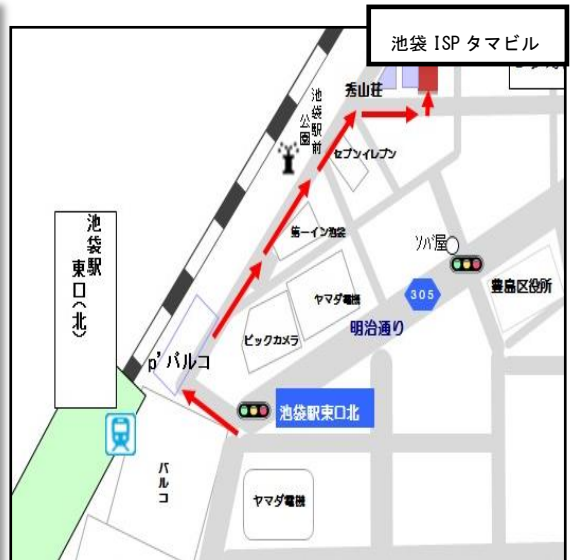 池袋 ISP タマビル
秀山荘
池袋駅前
公園
セブンイレブン
第一イン池袋
ソバ屋
池袋駅
東口(北)
ヤマダ電機
305
豊島区役所
明治通り
ビックカメラ
p'パルコ
池袋駅東口北
パルコ
ヤマダ電機